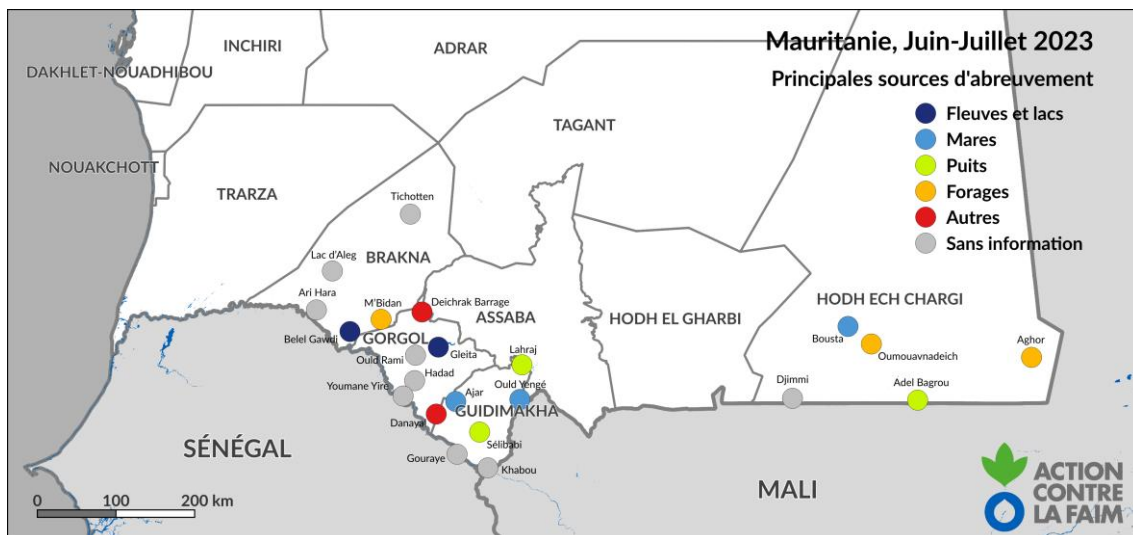 Mauritanie, Juin-Juillet 2023
Principales sources d'abreuvement
Fleuves et lacs
Mares
Puits
Forages
Autres
Sans information
INCHIRI
ADRAR
DAKHLET-NOUADHIBOU
TAGANT
NOUAKCHOTT
TRARZA
Tichotten
BRAKNA
Lac d'Aleg
Ari Hara
M'Bidan
Deichrak Barrage
ASSABA
HODH EL GHARBI
HODH ECH CHARGI
Belel Gawdi
GORGOL
Gleita
Ould Rami
Hadad
Lahraj
Bousta
Oumouavnadeich
Aghor
Youmane Yire
Ajar
Ould Yengé
GUIDIMAKHA
Djimmi
Adel Bagrou
Danaya
Sélibabi
SÉNÉGAL
Gouraye
Khabou
MALI
0 100 200 km
ACTION
CONTRE
LA FAIM